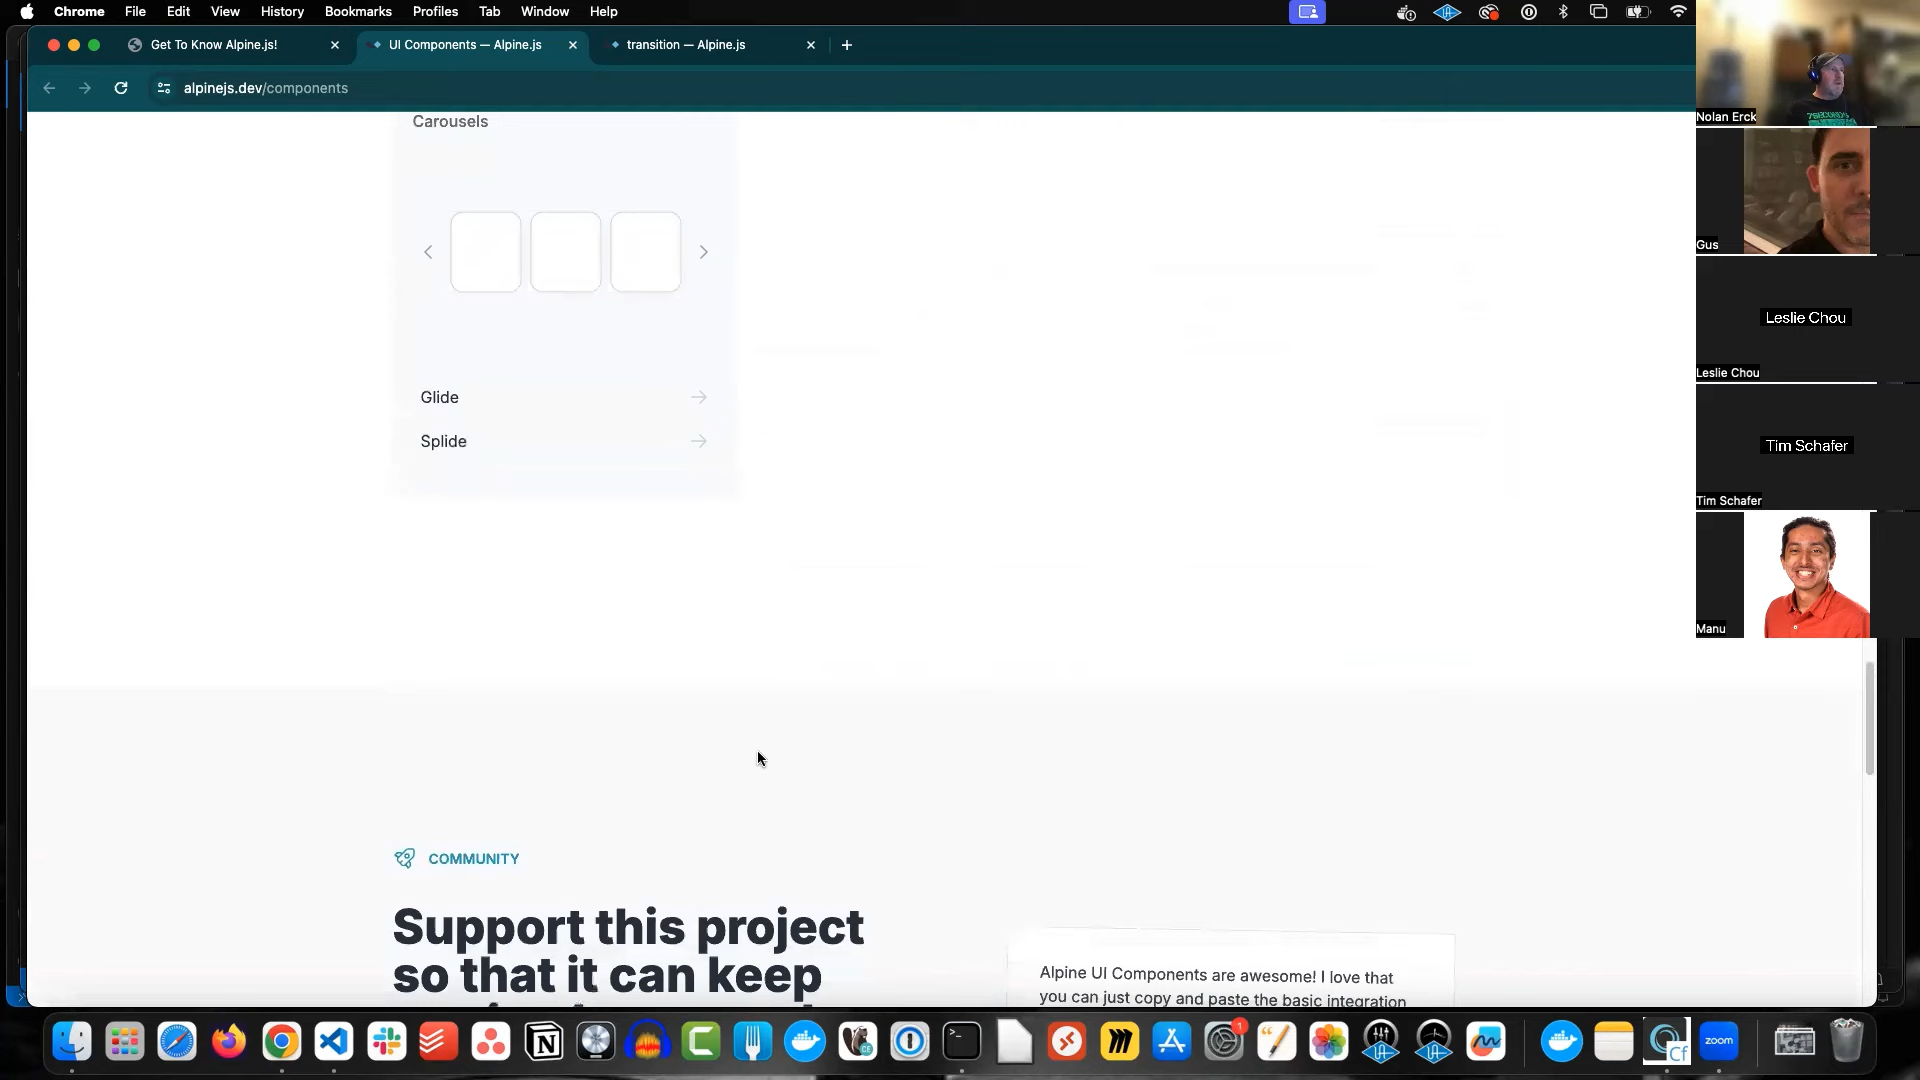 Chrome File Edit View History Bookmarks Profiles Tab Window Help
Get To Know Alpine.js!
UI Components — Alpine.js
transition — Alpine.js
alpinejs.dev/components
Carousels
Glide
Splide
COMMUNITY
Support this project
so that it can keep
Alpine UI Components are awesome! I love that
you can just copy and paste the basic integration
Nolan Erck
Gus
Leslie Chou
Leslie Chou
Tim Schafer
Tim Schafer
Manu
7SECONDS
1
Cf
zoom